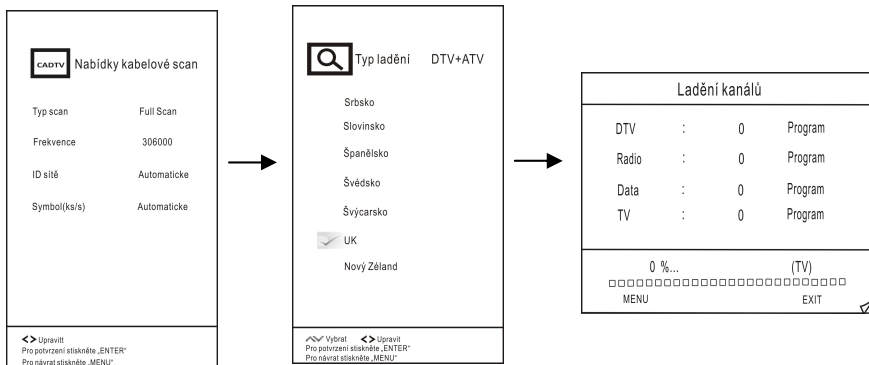 CADTV Nabídky kabelové scan
Typ scan Full Scan
Frekvence 306000
ID sítě Automaticke
Symbol(ks/s) Automaticke
<> Upravitt
Pro potvrzení stiskněte „ENTER“
Pro návrat stiskněte „MENU“
Typ ladění DTV+ATV
Srbsko
Slovinsko
Španělsko
Švédsko
Švýcarsko
UK
Nový Zéland
Vybrat <> Upravit
Pro potvrzení stiskněte „ENTER“
Pro návrat stiskněte „MENU“
Ladění kanálů
DTV : 0 Program
Radio : 0 Program
Data : 0 Program
TV : 0 Program
0 %... (TV)
MENU EXIT